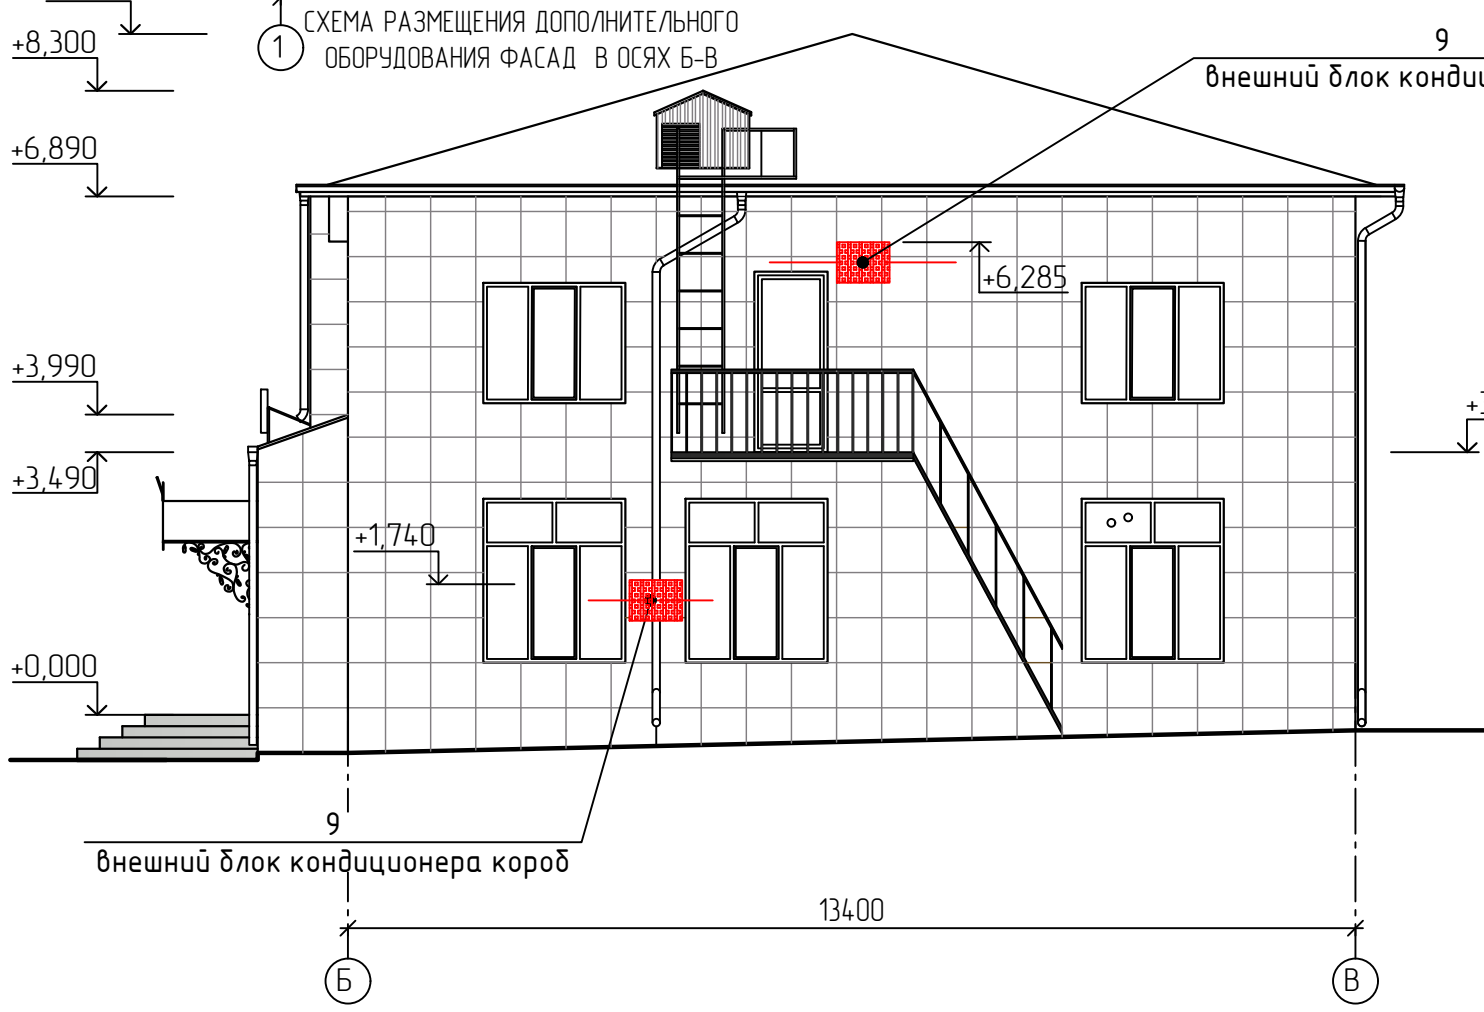 1
СХЕМА РАЗМЕЩЕНИЯ ДОПОЛНИТЕЛЬНОГО
ОБОРУДОВАНИЯ ФАСАД В ОСЯХ Б-В
9
внешний блок
+8,300
+6,890
+6,285
+3,990
+3,490
+1,740
+0,000
9
внешний блок кондиционера короб
13400
Б
В